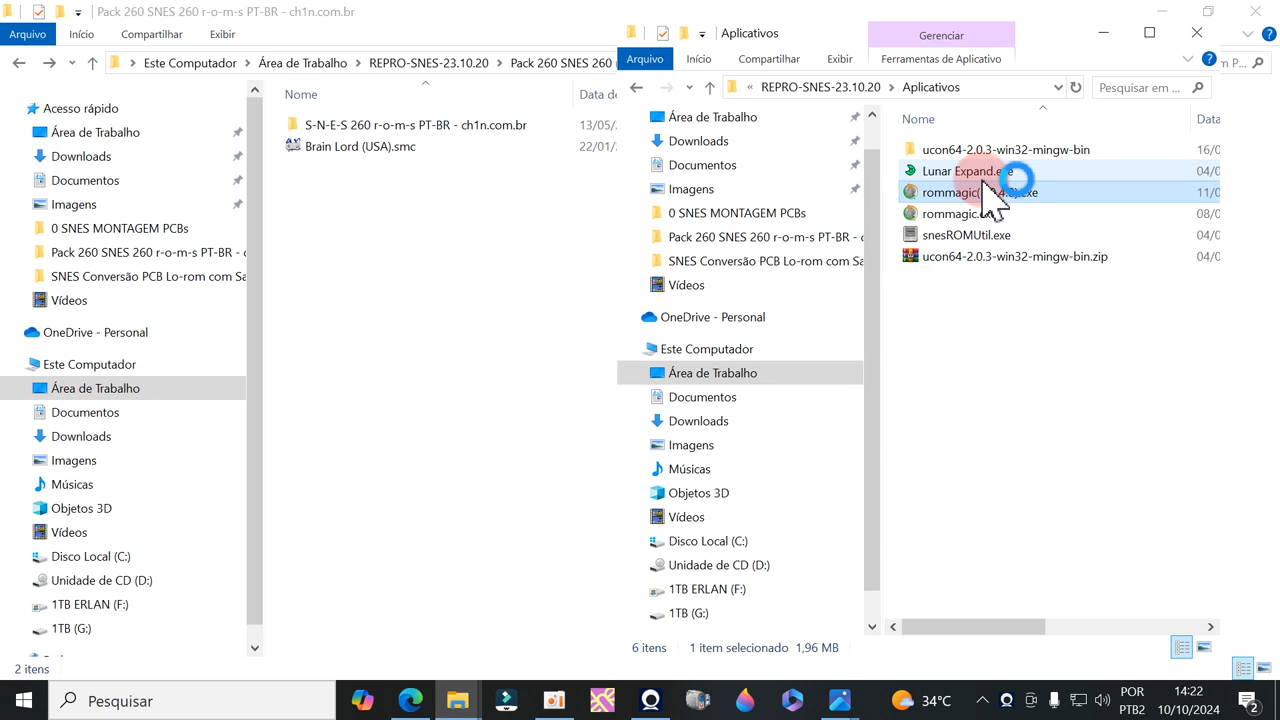 Pack 260 SNES 260 r-o-m-s PT-BR - ch1n.com.br
Arquivo Início Compartilhar Exibir
Este Computador > Área de Trabalho > REPRO-SNES-23.10.20 > Pack 260 SNES 260
Nome Data de
Acesso rápido
Área de Trabalho
Downloads
Documentos
Imagens
0 SNES MONTAGEM PCBs
Pack 260 SNES 260 r-o-m-s PT-BR -
SNES Conversão PCB Lo-rom com Sa
Vídeos
OneDrive - Personal
Este Computador
Área de Trabalho
Documentos
Downloads
Imagens
Músicas
Objetos 3D
Vídeos
Disco Local (C:)
Unidade de CD (D:)
1TB ERLAN (F:)
1TB (G:)
2 itens
S-N-E-S 260 r-o-m-s PT-BR - ch1n.com.br 13/05/
Brain Lord (USA).smc 22/01/
Aplicativos
Gerenciar
Arquivo Início Compartilhar Exibir Ferramentas de Aplicativo
« REPRO-SNES-23.10.20 > Aplicativos
Pesquisar em ...
m P...
Nome Data
Área de Trabalho
Downloads
Documentos
Imagens
0 SNES MONTAGEM PCBs
Pack 260 SNES 260 r-o-m-s PT-BR -
SNES Conversão PCB Lo-rom com Sa
Vídeos
OneDrive - Personal
Este Computador
Área de Trabalho
Documentos
Downloads
Imagens
Músicas
Objetos 3D
Vídeos
Disco Local (C:)
Unidade de CD (D:)
1TB ERLAN (F:)
1TB (G:)
ucon64-2.0.3-win32-mingw-bin 16/0
Lunar Expand.exe 04/0
11/0
08/0
snesROMUtil.exe 04/0
ucon64-2.0.3-win32-mingw-bin.zip 04/0
6 itens 1 item selecionado 1,96 MB
Pesquisar
34°C
POR
PTB2
14:22
10/10/2024
2